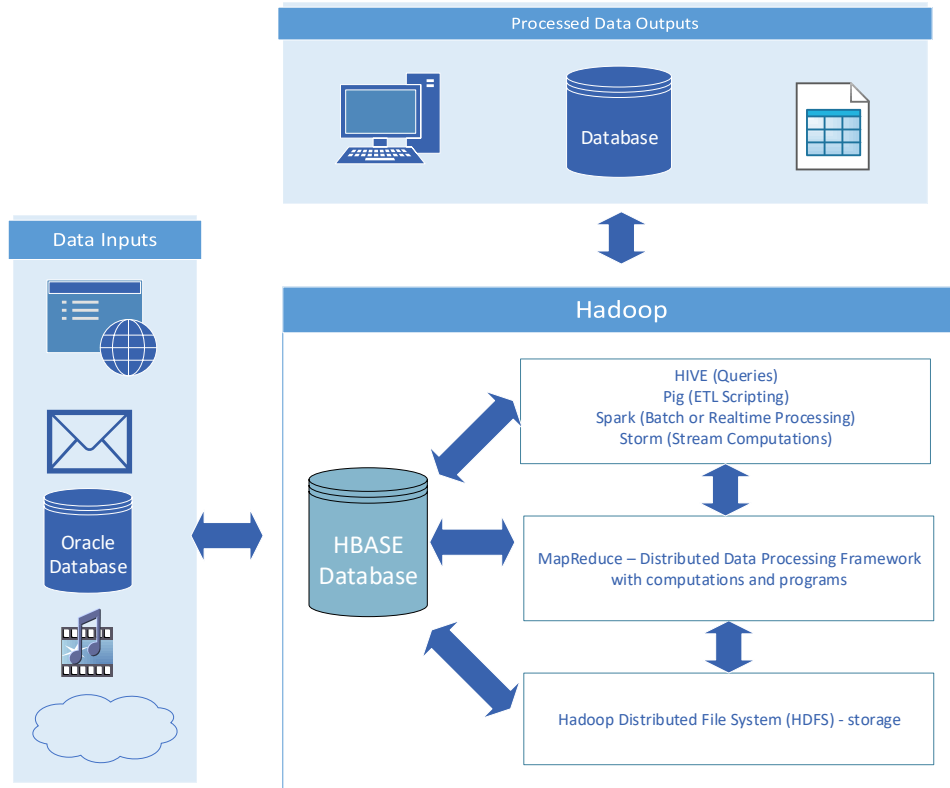 Processed Data Outputs
Database
Data Inputs
Oracle
Database
Hadoop
HIVE (Queries)
Pig (ETL Scripting)
Spark (Batch or Realtime Processing)
Storm (Stream Computations)
HBASE
Database
MapReduce – Distributed Data Processing Framework
with computations and programs
Hadoop Distributed File System (HDFS) - storage